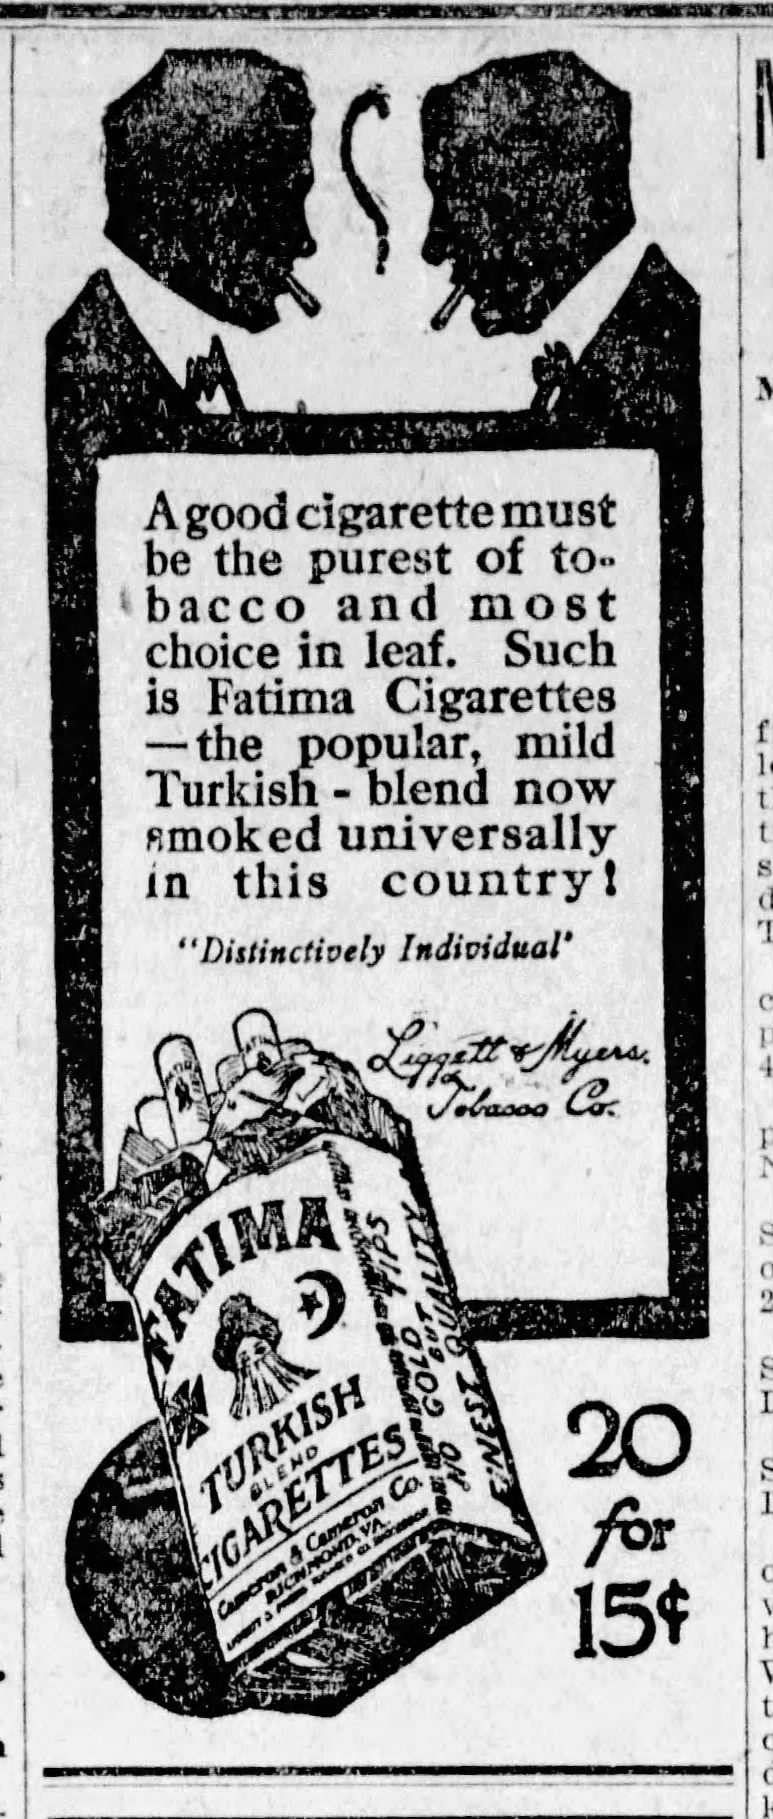 A good cigarette must
be the purest of to-
bacco and most
choice in leaf. Such
is Fatima Cigarettes
—the popular, mild
Turkish - blend now
smoked universally
in this country!
"Distinctively Individual"
Liggett & Myers
Tobacco Co.
FATIMA
TURKISH
BLEND
CIGARETTES
Cameron & Cameron Co.
RICHMOND, VA.
NO GOLD TIPS
BUT
FINEST QUALITY
20
for
15¢